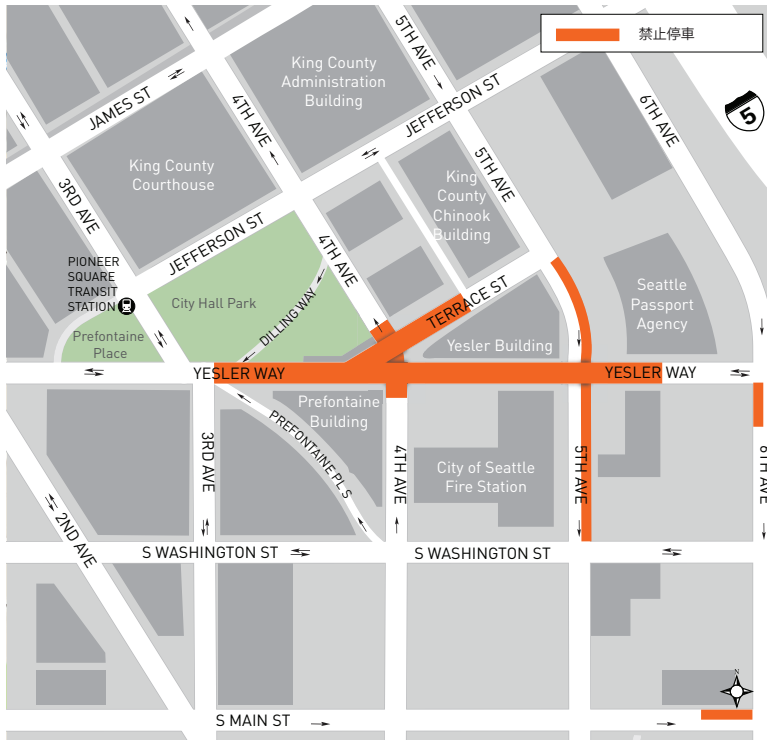 禁止停車
5TH AVE
King County
Administration
Building
JAMES ST
4TH AVE
JEFFERSON ST
6TH AVE
5
King County
Courthouse
3RD AVE
5TH AVE
King
County
Chinook
Building
JEFFERSON ST
4TH AVE
PIONEER
SQUARE
TRANSIT
STATION
City Hall Park
DILLING WAY
TERRACE ST
Seattle
Passport
Agency
Prefontaine
Place
Yesler Building
YESLER WAY
YESLER WAY
Prefontaine
Building
PREFONTAINE PL S
3RD AVE
4TH AVE
City of Seattle
Fire Station
5TH AVE
6TH AVE
2ND AVE
S WASHINGTON ST
S WASHINGTON ST
N
S MAIN ST